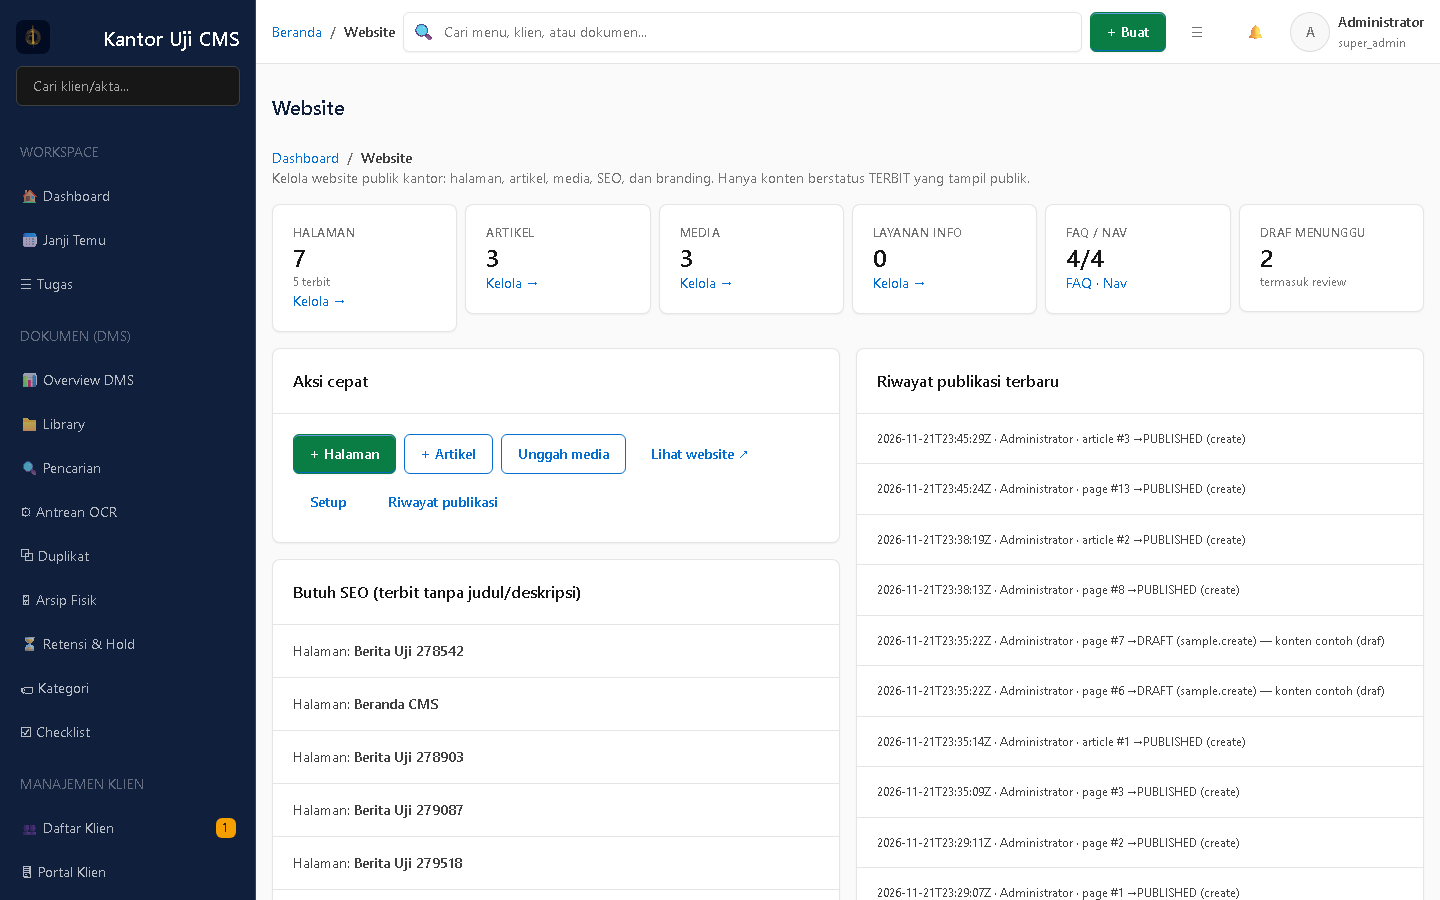 Kantor Uji CMS
Cari klien/akta...
WORKSPACE
Dashboard
Janji Temu
Tugas
DOKUMEN (DMS)
Overview DMS
Library
Pencarian
Antrean OCR
Duplikat
Arsip Fisik
Retensi & Hold
Kategori
Checklist
MANAJEMEN KLIEN
Daftar Klien 1
Portal Klien
Beranda / Website
Cari menu, klien, atau dokumen...
+ Buat
A
Administrator
super_admin
Website
Dashboard / Website
Kelola website publik kantor: halaman, artikel, media, SEO, dan branding. Hanya konten berstatus TERBIT yang tampil publik.
HALAMAN
7
5 terbit
Kelola →
ARTIKEL
3
Kelola →
MEDIA
3
Kelola →
LAYANAN INFO
0
Kelola →
FAQ / NAV
4/4
FAQ · Nav
DRAF MENUNGGU
2
termasuk review
Aksi cepat
+ Halaman
+ Artikel
Unggah media
Lihat website ↗
Setup
Riwayat publikasi
Butuh SEO (terbit tanpa judul/deskripsi)
Halaman: Berita Uji 278542
Halaman: Beranda CMS
Halaman: Berita Uji 278903
Halaman: Berita Uji 279087
Halaman: Berita Uji 279518
Riwayat publikasi terbaru
2026-11-21T23:45:29Z · Administrator · article #3 →PUBLISHED (create)
2026-11-21T23:45:24Z · Administrator · page #13 →PUBLISHED (create)
2026-11-21T23:38:19Z · Administrator · article #2 →PUBLISHED (create)
2026-11-21T23:38:13Z · Administrator · page #8 →PUBLISHED (create)
2026-11-21T23:35:22Z · Administrator · page #7 →DRAFT (sample.create) — konten contoh (draf)
2026-11-21T23:35:22Z · Administrator · page #6 →DRAFT (sample.create) — konten contoh (draf)
2026-11-21T23:35:14Z · Administrator · article #1 →PUBLISHED (create)
2026-11-21T23:35:09Z · Administrator · page #3 →PUBLISHED (create)
2026-11-21T23:29:11Z · Administrator · page #2 →PUBLISHED (create)
2026-11-21T23:29:07Z · Administrator · page #1 →PUBLISHED (create)